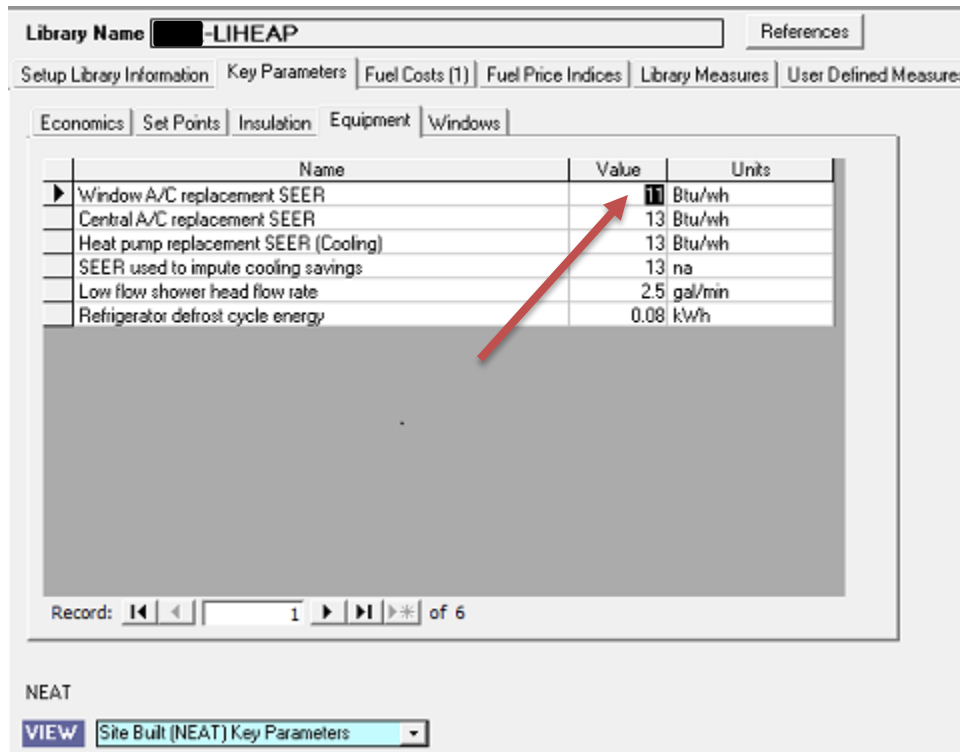 Library Name -LIHEAP References
Setup Library Information Key Parameters Fuel Costs (1) Fuel Price Indices Library Measures User Defined Measures
Economics Set Points Insulation Equipment Windows
Name Value Units
Window A/C replacement SEER 11 Btu/wh
Central A/C replacement SEER 13 Btu/wh
Heat pump replacement SEER (Cooling) 13 Btu/wh
SEER used to impute cooling savings 13 na
Low flow shower head flow rate 2.5 gal/min
Refrigerator defrost cycle energy 0.08 kWh
Record: 1 of 6
NEAT
VIEW Site Built (NEAT) Key Parameters